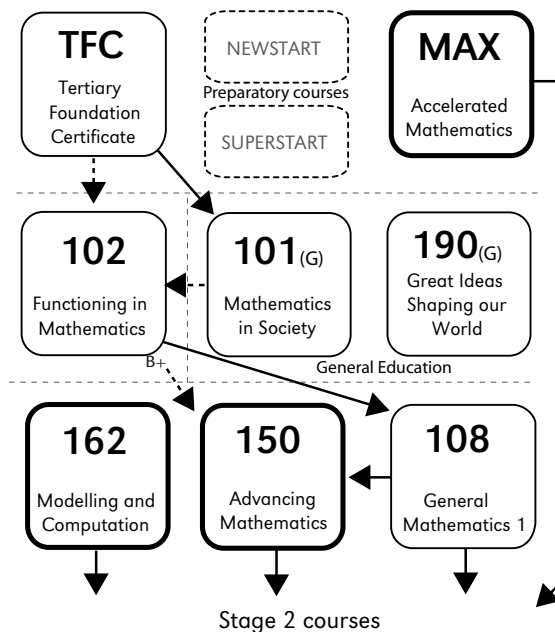 TFC
Tertiary
Foundation
Certificate
NEWSTART
Preparatory courses
SUPERSTART
MAX
Accelerated
Mathematics
102
Functioning in
Mathematics
101(G)
Mathematics
in Society
190(G)
Great Ideas
Shaping our
World
General Education
B+
162
Modelling and
Computation
150
Advancing
Mathematics
108
General
Mathematics 1
Stage 2 courses